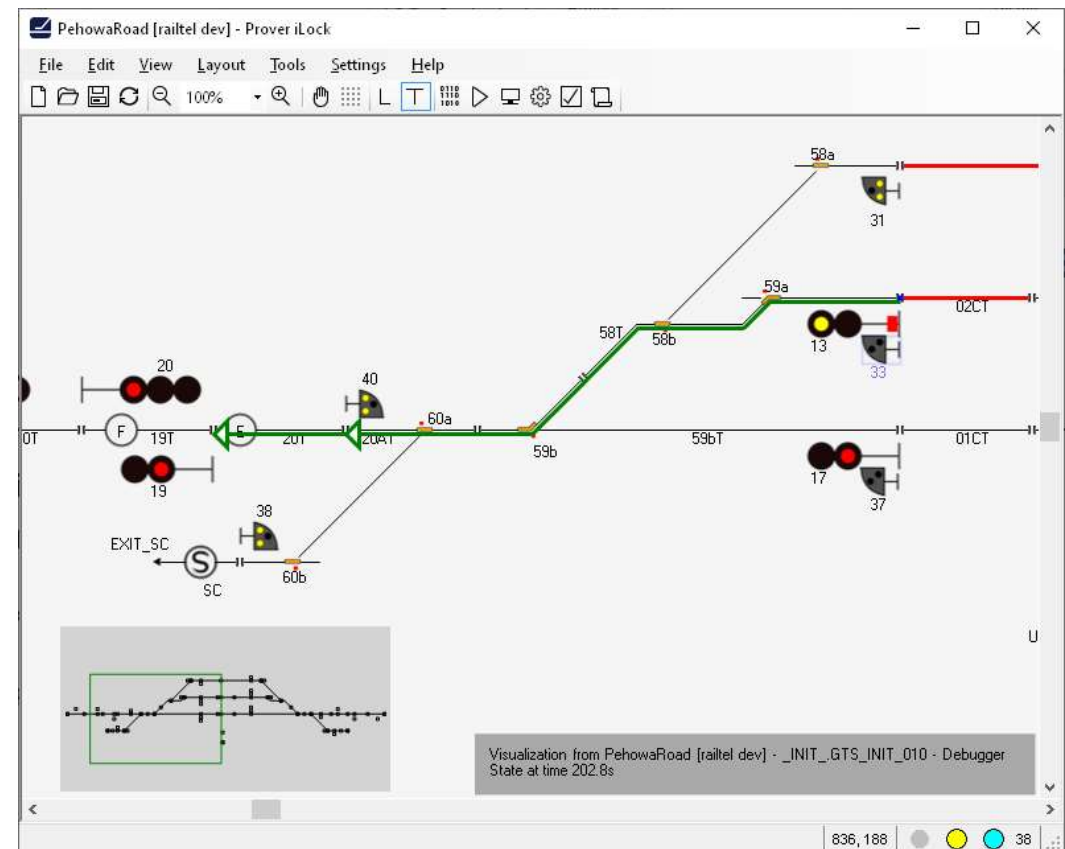 PehowaRoad [railtel dev] - Prover iLock
File Edit View Layout Tools Settings Help
100% L T
58a
31
59a
02CT
58T
58b
13
33
20
40
60a
F
19T
E
20T
20AT
59b
59bT
01CT
19
17
37
38
EXIT_SC
S
SC
60b
U
Visualization from PehowaRoad [railtel dev] - _INIT_.GTS_INIT_010 - Debugger
State at time 202.8s
836, 188 38